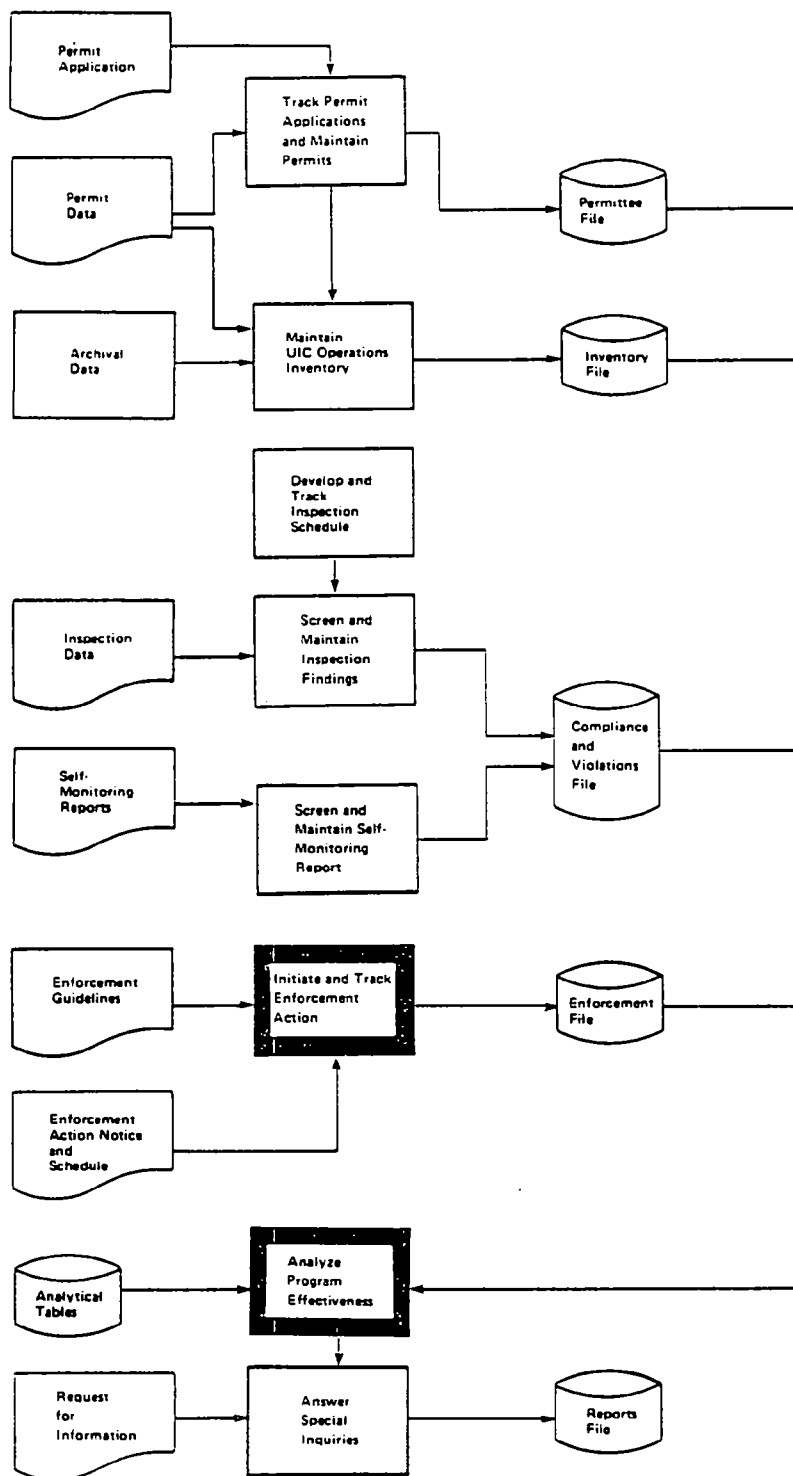 Permit
Application
Track Permit
Applications
and Maintain
Permits
Permit
Data
Permittee
File
Archival
Data
Maintain
UIC Operations
Inventory
Inventory
File
Develop and
Track
Inspection
Schedule
Inspection
Data
Screen and
Maintain
Inspection
Findings
Compliance
and
Violations
File
Self-
Monitoring
Reports
Screen and
Maintain Self-
Monitoring
Report
Enforcement
Guidelines
Initiate and Track
Enforcement
Action
Enforcement
File
Enforcement
Action Notice
and
Schedule
Analytical
Tables
Analyze
Program
Effectiveness
Request
for
Information
Answer
Special
Inquiries
Reports
File